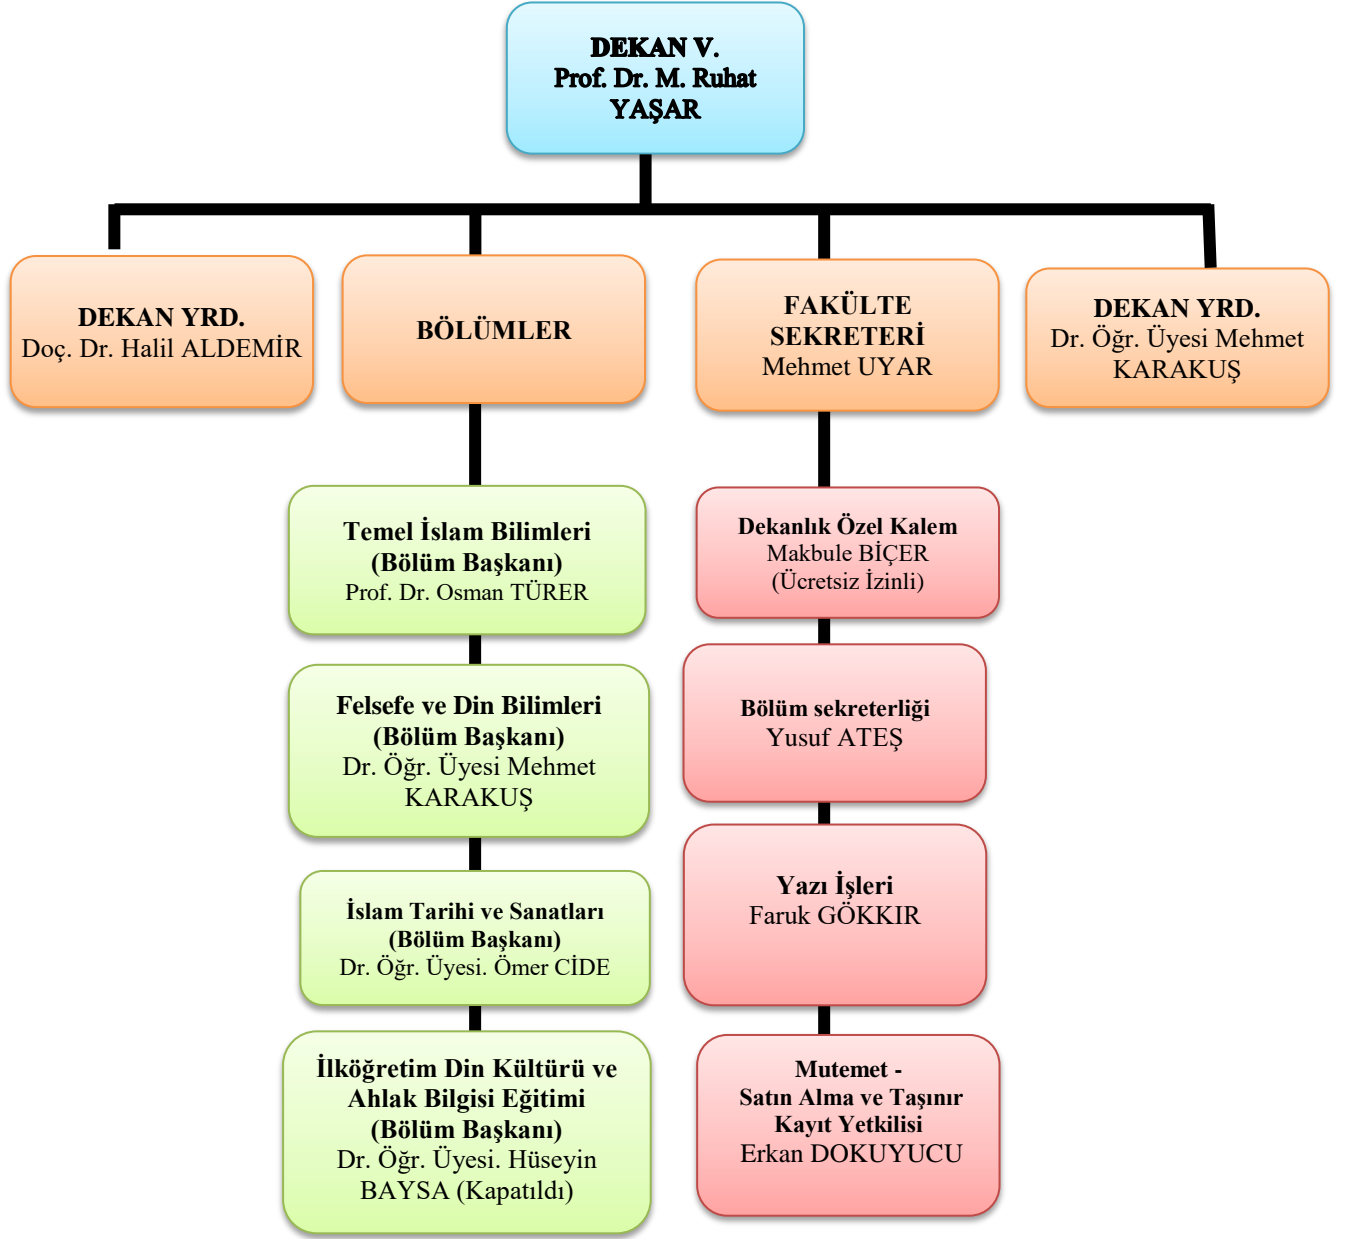 DEKAN V.
Prof. Dr. M. Ruhat
YAŞAR
DEKAN YRD.
Doç. Dr. Halil ALDEMİR
BÖLÜMLER
FAKÜLTE
SEKRETERİ
Mehmet UYAR
DEKAN YRD.
Dr. Öğr. Üyesi Mehmet
KARAKUŞ
Temel İslam Bilimleri
(Bölüm Başkanı)
Prof. Dr. Osman TÜRER
Felsefe ve Din Bilimleri
(Bölüm Başkanı)
Dr. Öğr. Üyesi Mehmet
KARAKUŞ
İslam Tarihi ve Sanatları
(Bölüm Başkanı)
Dr. Öğr. Üyesi. Ömer CİDE
İlköğretim Din Kültürü ve
Ahlak Bilgisi Eğitimi
(Bölüm Başkanı)
Dr. Öğr. Üyesi. Hüseyin
BAYSA (Kapatıldı)
Dekanlık Özel Kalem
Makbule BİÇER
(Ücretsiz İzinli)
Bölüm sekreterliği
Yusuf ATEŞ
Yazı İşleri
Faruk GÖKKIR
Mutemet -
Satın Alma ve Taşınır
Kayıt Yetkilisi
Erkan DOKUYUCU